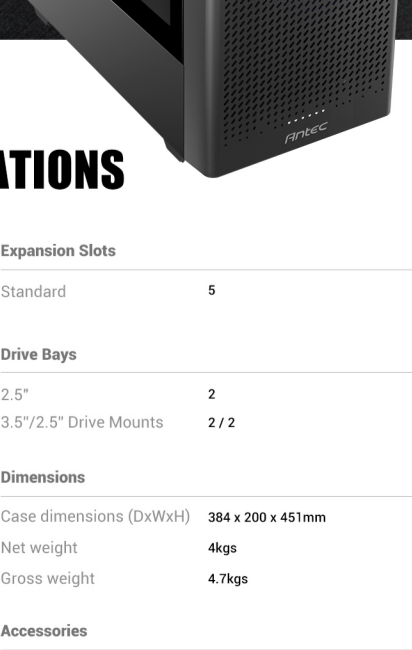 Antec
ATIONS
Expansion Slots
Standard 5
Drive Bays
2.5" 2
3.5"/2.5" Drive Mounts 2 / 2
Dimensions
Case dimensions (DxWxH) 384 x 200 x 451mm
Net weight 4kgs
Gross weight 4.7kgs
Accessories